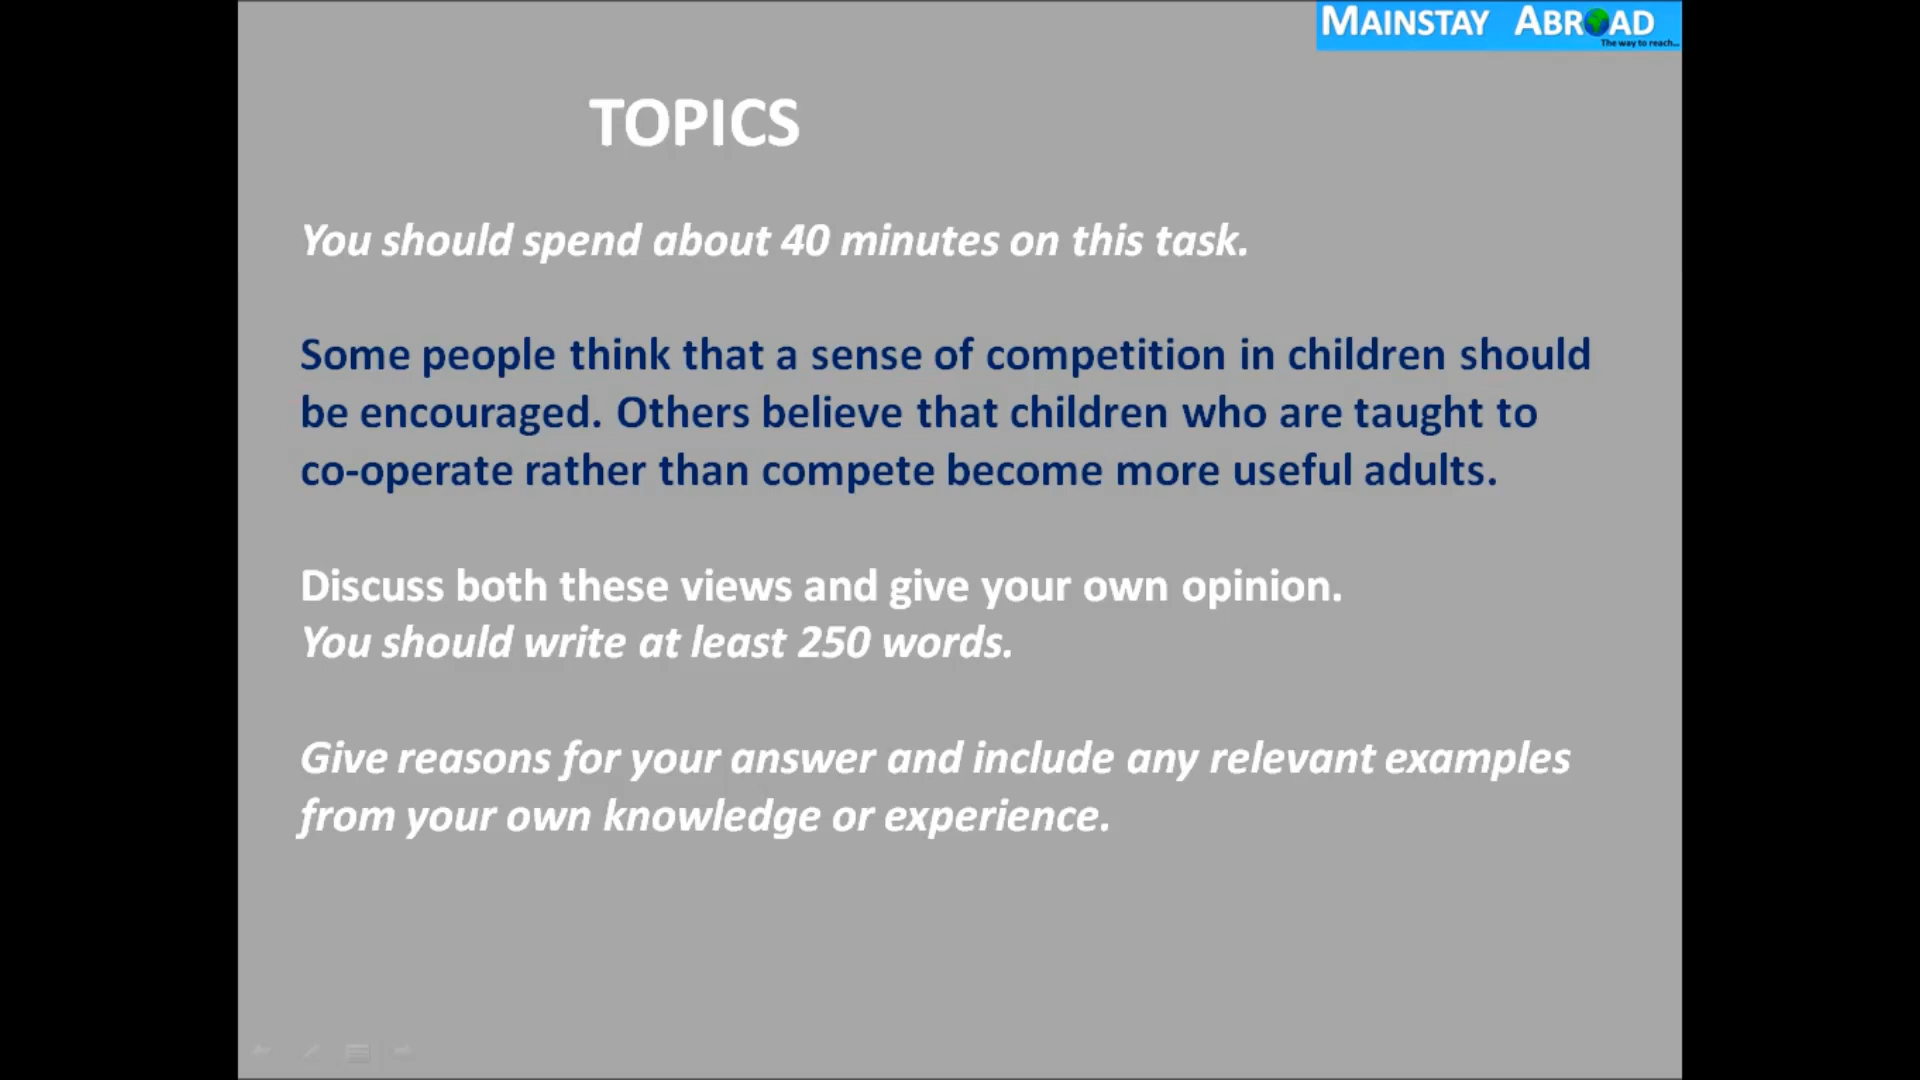 MAINSTAY ABROAD
The way to reach...
TOPICS
You should spend about 40 minutes on this task.
Some people think that a sense of competition in children should
be encouraged. Others believe that children who are taught to
co-operate rather than compete become more useful adults.
Discuss both these views and give your own opinion.
You should write at least 250 words.
Give reasons for your answer and include any relevant examples
from your own knowledge or experience.